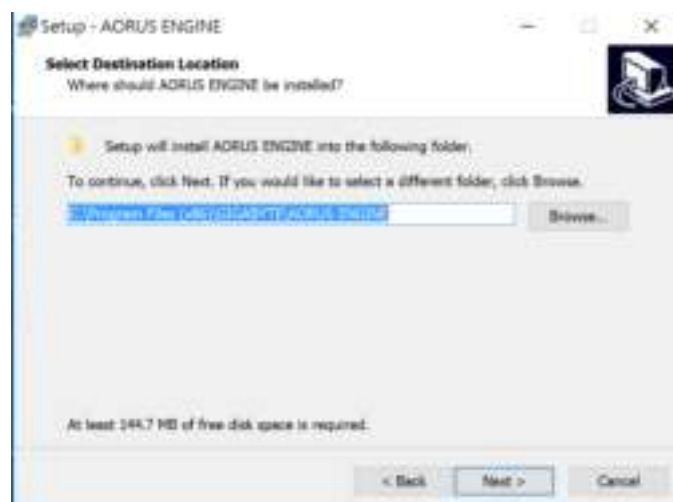 Setup - AORUS ENGINE
Select Destination Location
Where should AORUS ENGINE be installed?
Setup will install AORUS ENGINE into the following folder.
To continue, click Next. If you would like to select a different folder, click Browse.
C:\Program Files (x86)\GIGABYTE\AORUS ENGINE
Browse...
At least 144.7 MB of free disk space is required.
< Back
Next >
Cancel